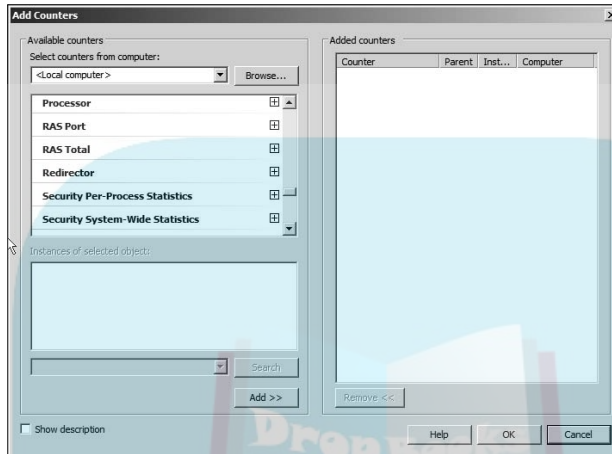 Add Counters
Available counters
Select counters from computer:
<Local computer>
Browse...
Processor
RAS Port
RAS Total
Redirector
Security Per-Process Statistics
Security System-Wide Statistics
Instances of selected object:
Search
Add >>
Show description
Added counters
Counter Parent Inst... Computer
Remove <<
Help OK Cancel